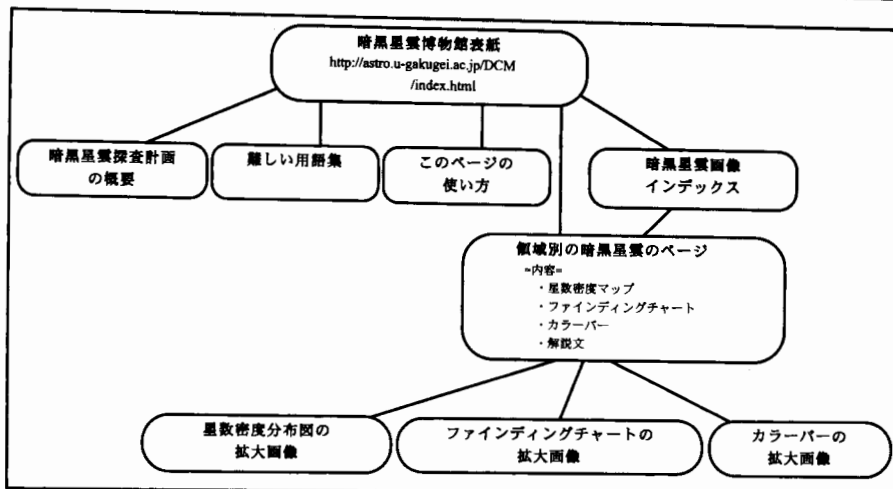 暗黒星雲博物館表紙
http://astro.u-gakugei.ac.jp/DCM
/index.html
暗黒星雲探査計画
の概要
難しい用語集
このページの
使い方
暗黒星雲画像
インデックス
領域別の暗黒星雲のページ
=内容=
・星数密度マップ
・ファインディングチャート
・カラーバー
・解説文
星数密度分布図の
拡大画像
ファインディングチャートの
拡大画像
カラーバーの
拡大画像